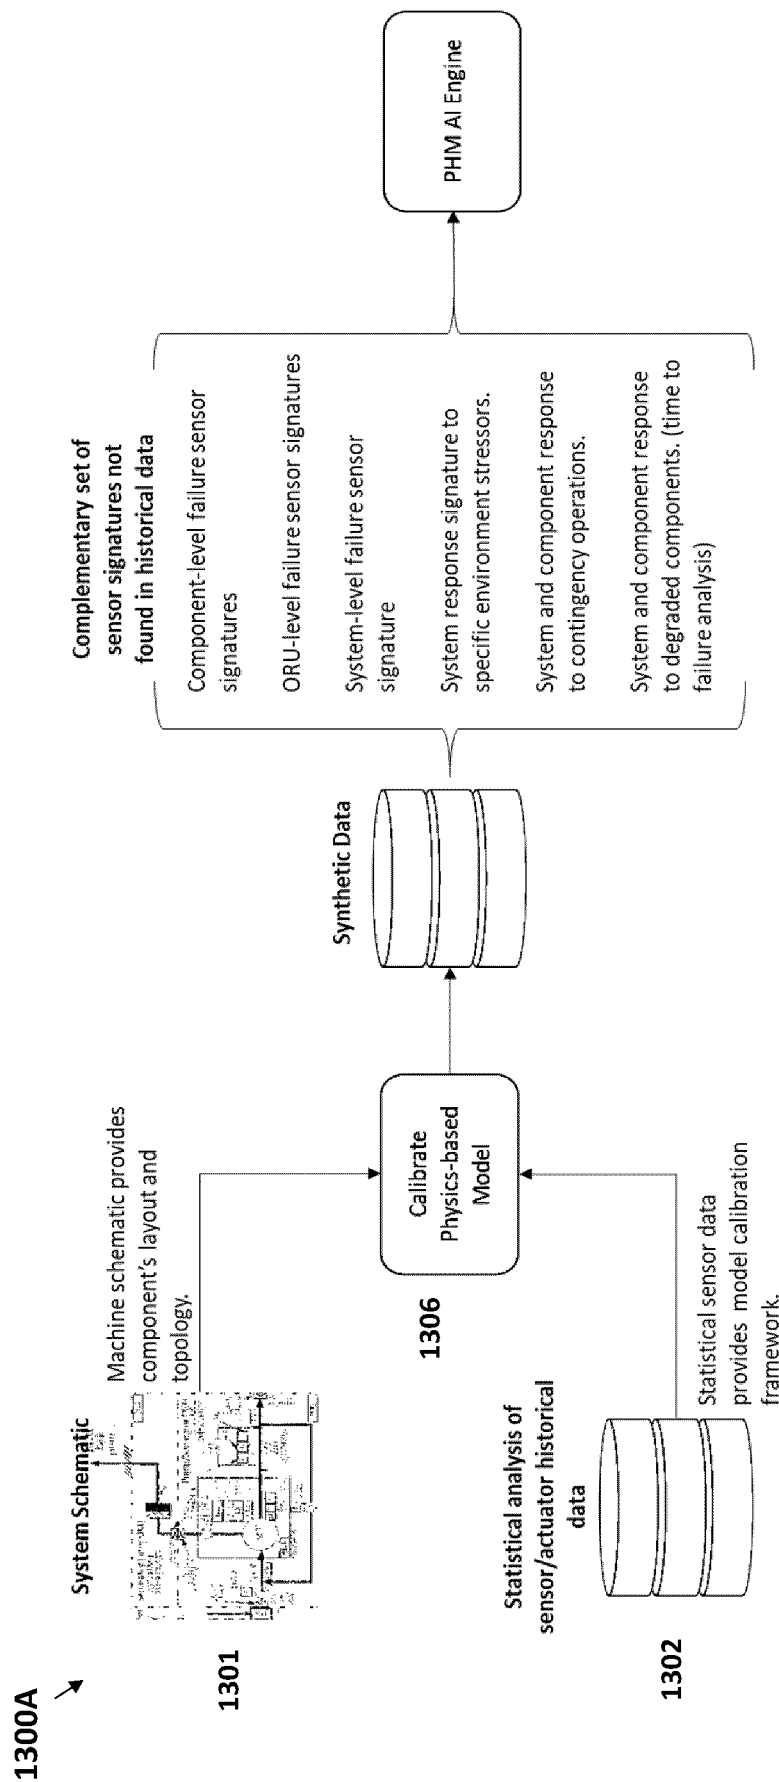 1300A
System Schematic
1301
Machine schematic provides
component's layout and
topology.
Statistical analysis of
sensor/actuator historical
data
1302
Statistical sensor data
provides model calibration
framework.
1306
Calibrate
Physics-based
Model
Synthetic Data
Complementary set of
sensor signatures not
found in historical data
Component-level failure sensor
signatures
ORU-level failure sensor signatures
System-level failure sensor
signature
System response signature to
specific environment stressors.
System and component response
to contingency operations.
System and component response
to degraded components. (time to
failure analysis)
PHM AI Engine